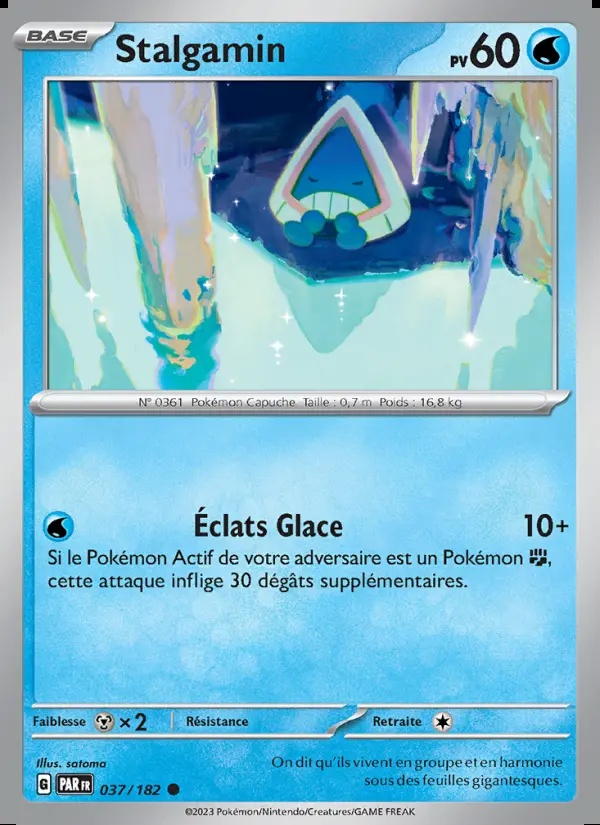 BASE
Stalgamin
PV60
N° 0361 Pokémon Capuche Taille : 0,7 m Poids : 16,8 kg
Éclats Glace 10+
Si le Pokémon Actif de votre adversaire est un Pokémon ,
cette attaque inflige 30 dégâts supplémentaires.
Faiblesse ×2 Résistance Retraite
Illus. satoma
On dit qu'ils vivent en groupe et en harmonie
sous des feuilles gigantesques.
G PAR FR 037/182
©2023 Pokémon/Nintendo/Creatures/GAME FREAK